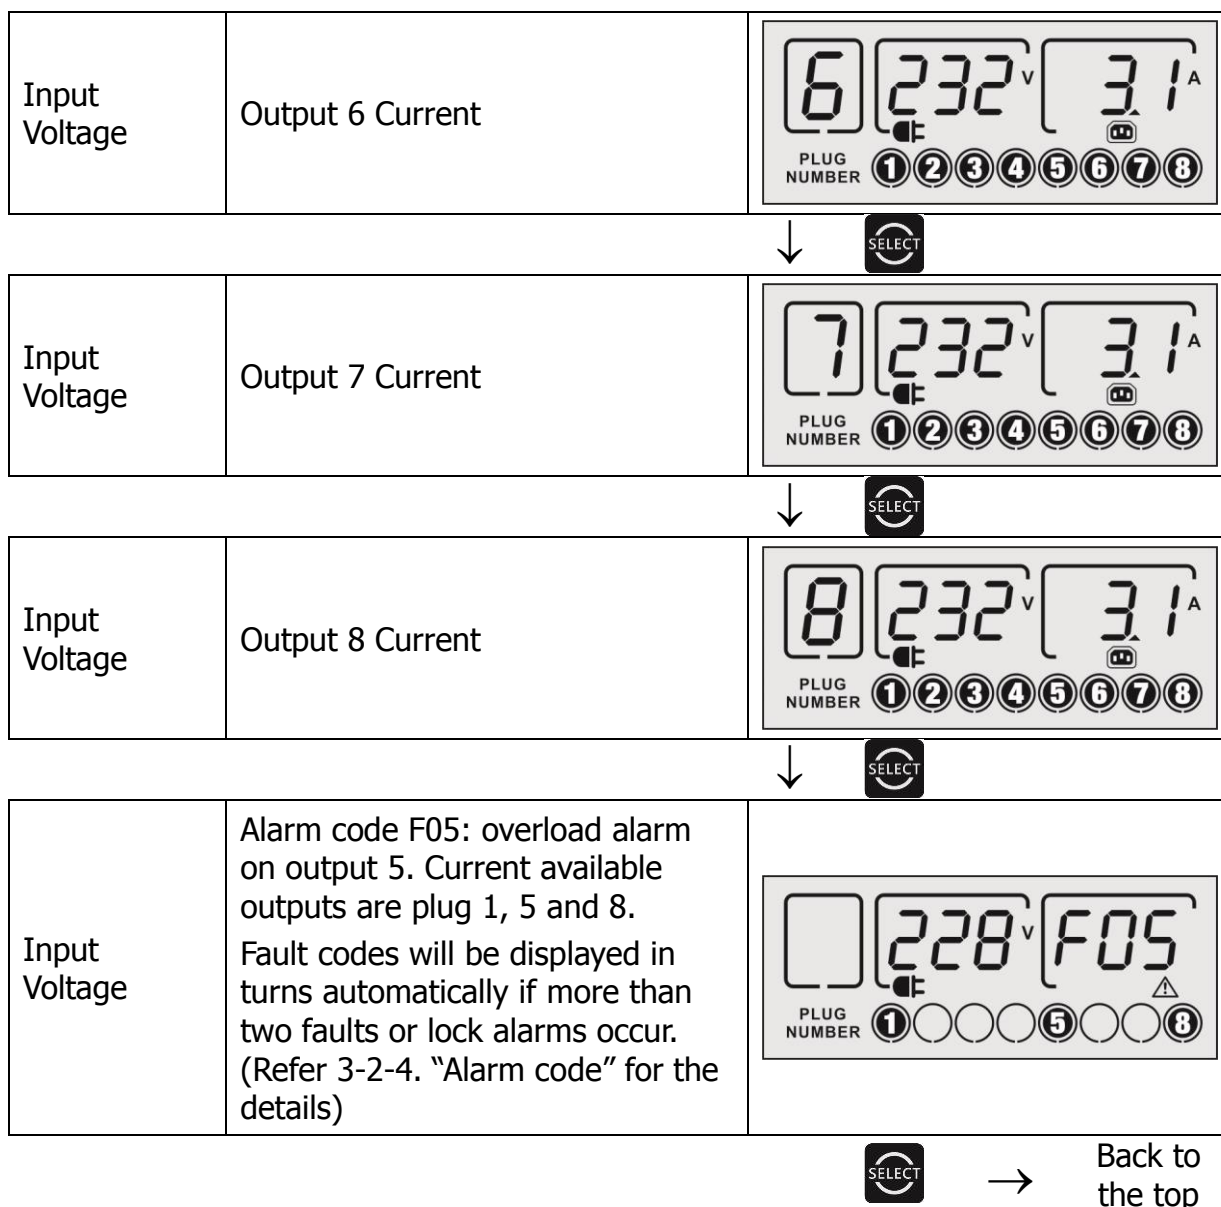 Input
Voltage
Output 6 Current
6 232 V 3.1 A
PLUG
NUMBER 1 2 3 4 5 6 7 8
↓ SELECT
Input
Voltage
Output 7 Current
7 232 V 3.1 A
PLUG
NUMBER 1 2 3 4 5 6 7 8
↓ SELECT
Input
Voltage
Output 8 Current
8 232 V 3.1 A
PLUG
NUMBER 1 2 3 4 5 6 7 8
↓ SELECT
Input
Voltage
Alarm code F05: overload alarm
on output 5. Current available
outputs are plug 1, 5 and 8.
Fault codes will be displayed in
turns automatically if more than
two faults or lock alarms occur.
(Refer 3-2-4. “Alarm code” for the
details)
228 V F05
PLUG
NUMBER 1 5 8
SELECT → Back to
the top